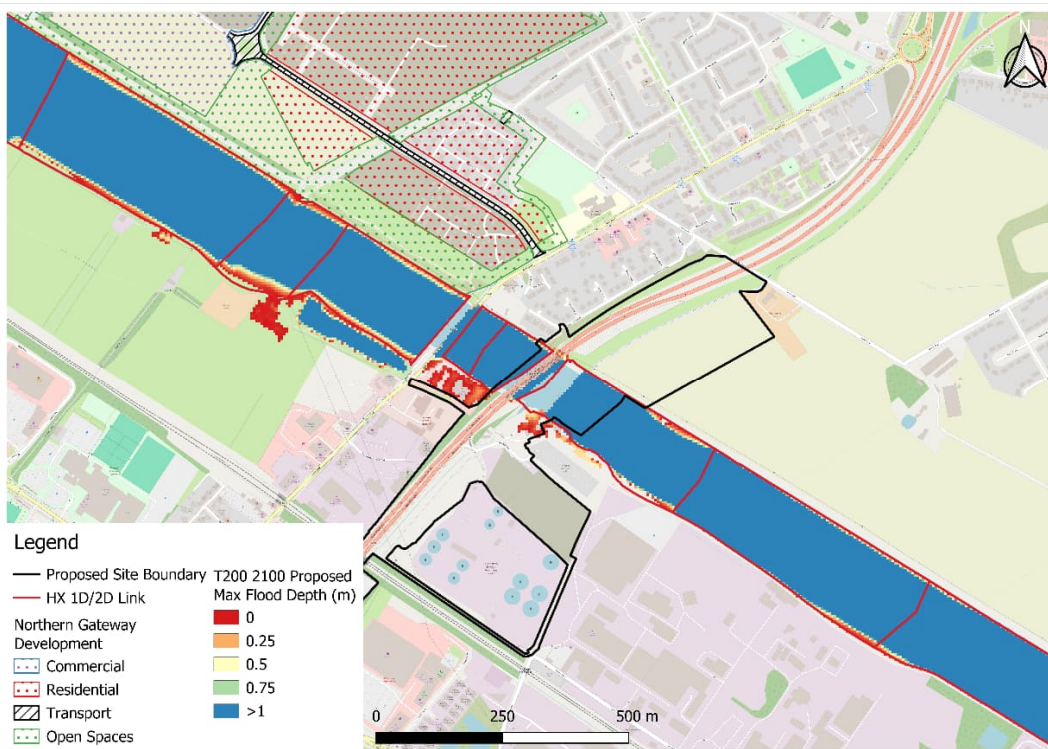 N
Legend
Proposed Site Boundary
HX 1D/2D Link
Northern Gateway
Development
Commercial
Residential
Transport
Open Spaces
T200 2100 Proposed
Max Flood Depth (m)
0
0.25
0.5
0.75
>1
0 250 500 m